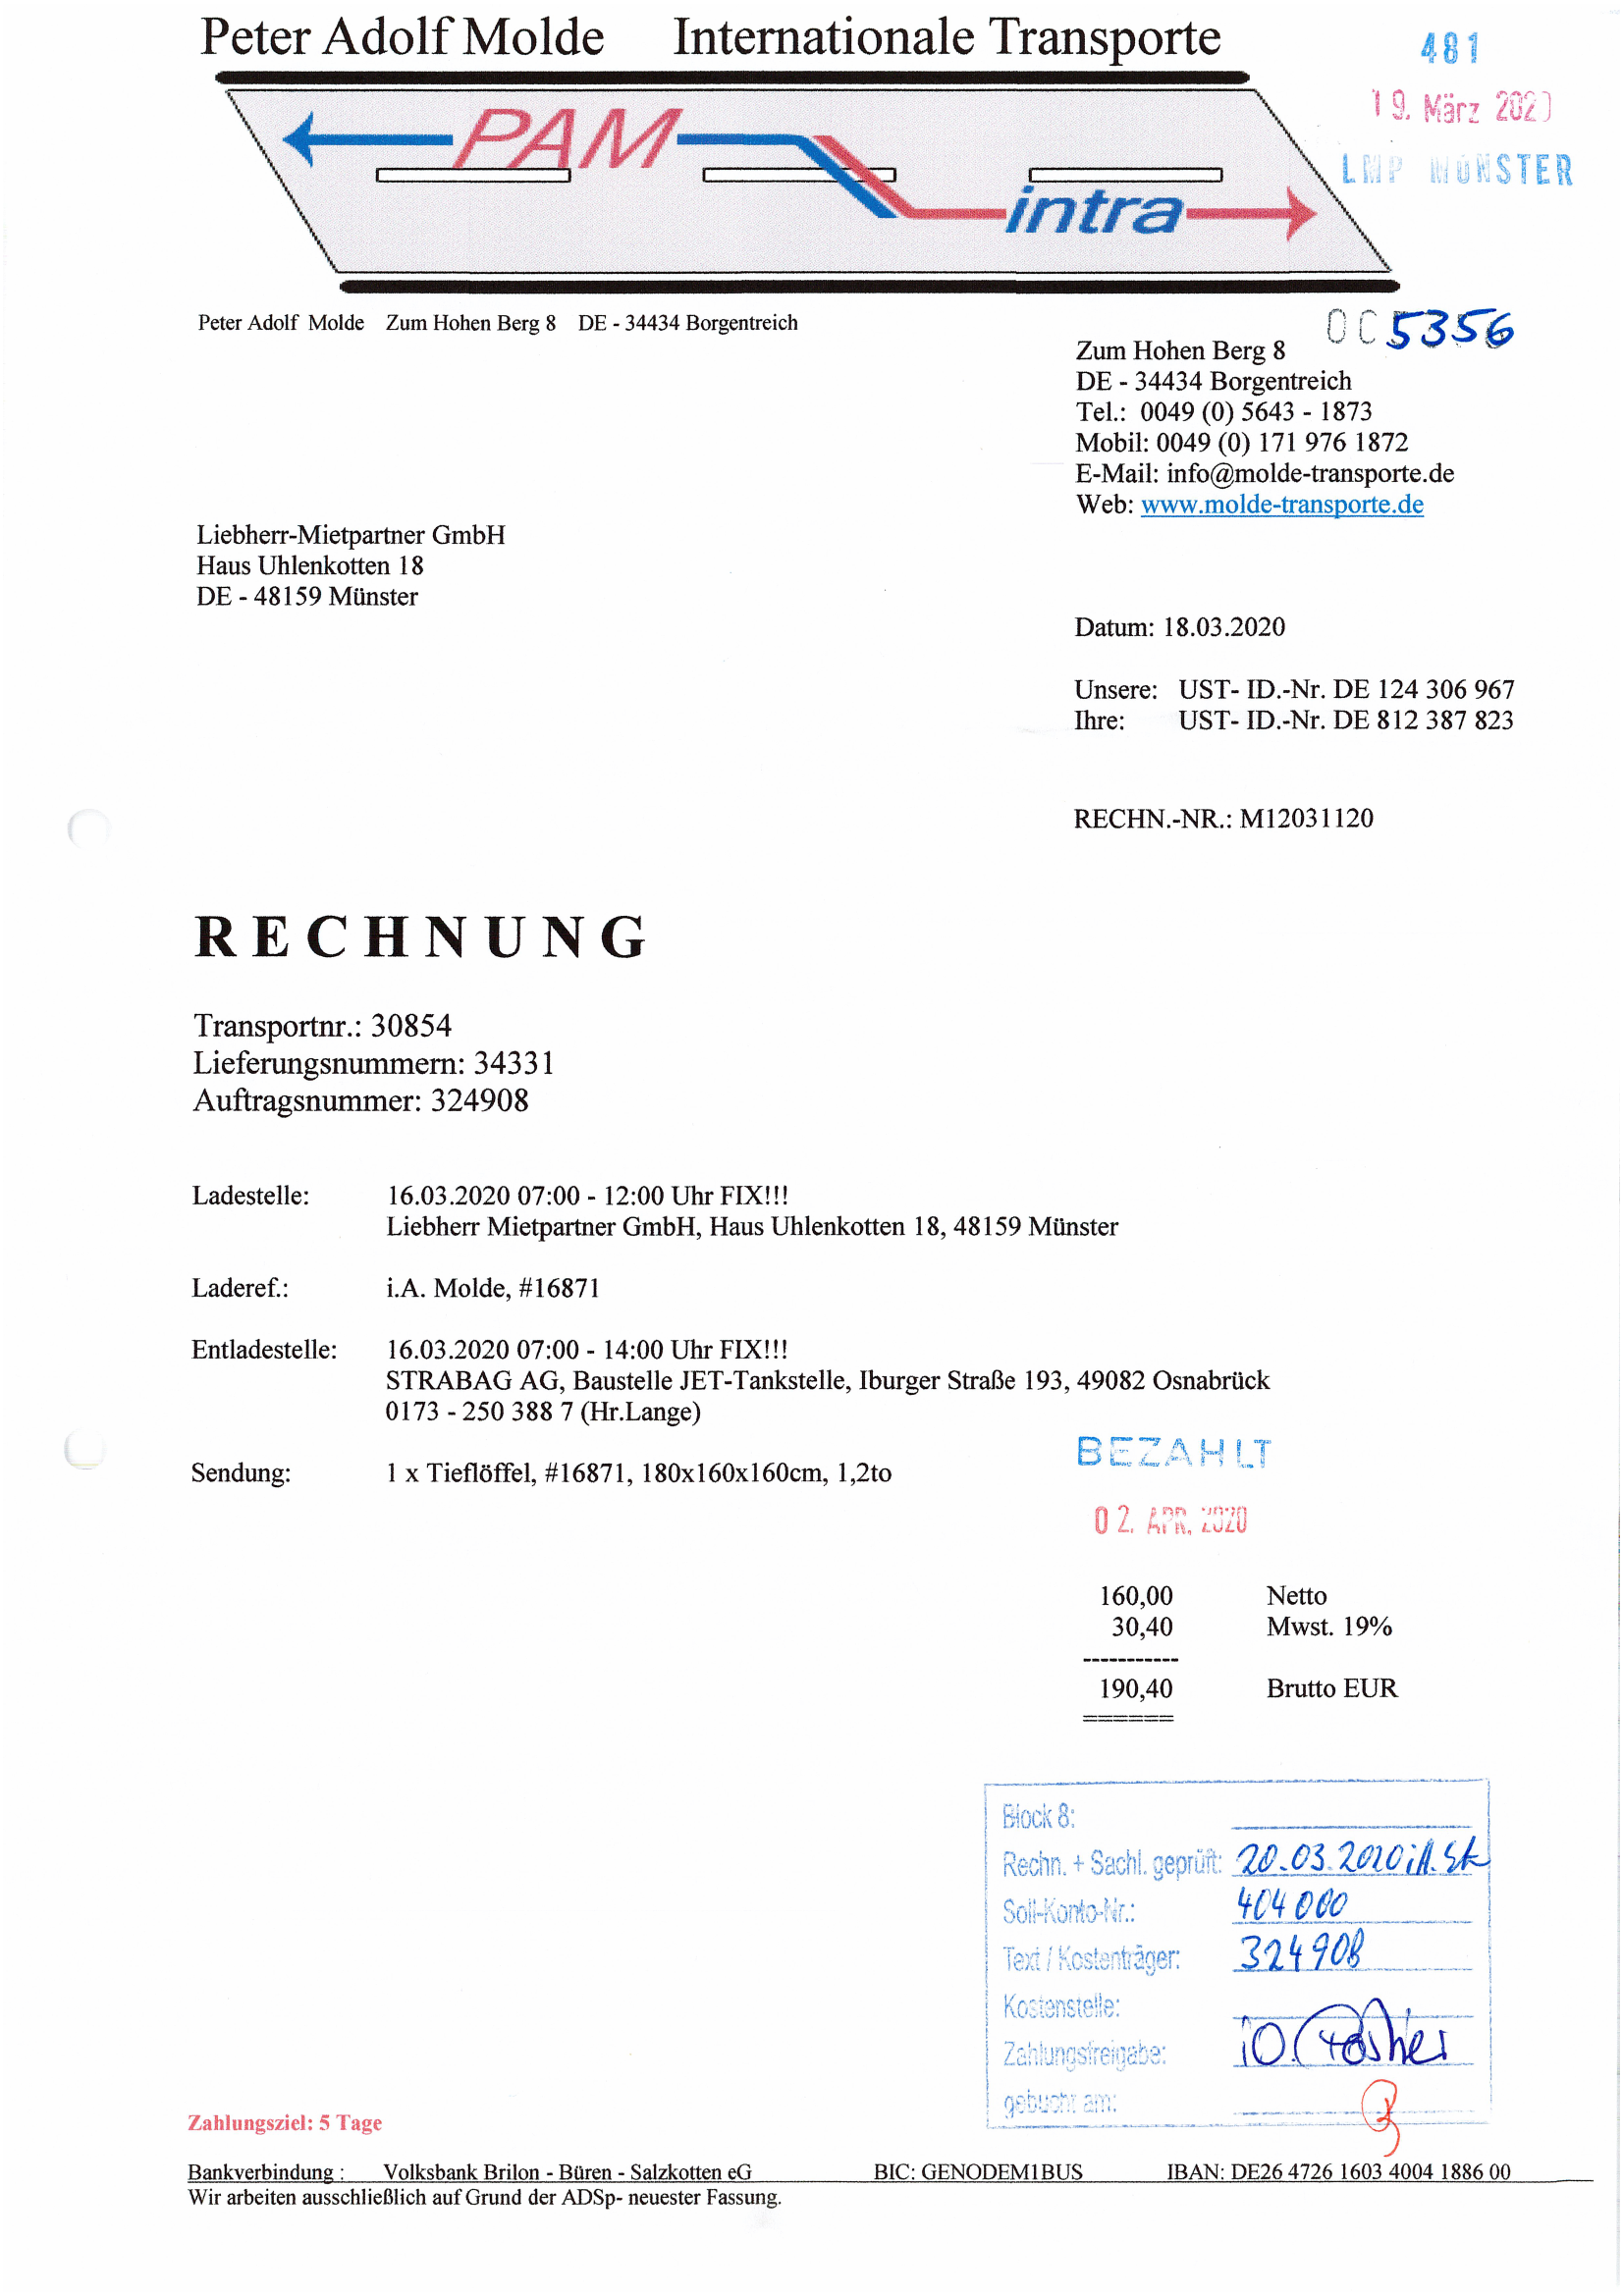 Peter Adolf Molde Internationale Transporte
481
19. März 202
PAM
LMP MÜNSTER
intra
Peter Adolf Molde Zum Hohen Berg 8 DE - 34434 Borgentreich
OC5356
Zum Hohen Berg 8
DE - 34434 Borgentreich
Tel.: 0049 (0) 5643 - 1873
Mobil: 0049 (0) 171 976 1872
E-Mail: info@molde-transporte.de
Web: www.molde-transporte.de
Liebherr-Mietpartner GmbH
Haus Uhlenkotten 18
DE - 48159 Münster
Datum: 18.03.2020
Unsere: UST- ID.-Nr. DE 124 306 967
Ihre: UST- ID.-Nr. DE 812 387 823
RECHN.-NR.: M12031120
RECHNUNG
Transportnr.: 30854
Lieferungsnummern: 34331
Auftragsnummer: 324908
Ladestelle: 16.03.2020 07:00 - 12:00 Uhr FIX!!!
Liebherr Mietpartner GmbH, Haus Uhlenkotten 18, 48159 Münster
Laderef.: i.A. Molde, #16871
Entladestelle: 16.03.2020 07:00 - 14:00 Uhr FIX!!!
STRABAG AG, Baustelle JET-Tankstelle, Iburger Straße 193, 49082 Osnabrück
0173 - 250 388 7 (Hr.Lange)
BEZAHLT
Sendung: 1 x Tieflöffel, #16871, 180x160x160cm, 1,2to
02. APR. 2020
160,00 Netto
30,40 Mwst. 19%
-----------
190,40 Brutto EUR
======
Block 8:
Rechn. + Sachl. geprüft: 20.03.2020 i.A. Sk
Soll-Konto-Nr.: 404000
Text / Kostenträger: 324908
Kostenstelle:
Zahlungsfreigabe:
gebucht am:
Zahlungsziel: 5 Tage
Bankverbindung : Volksbank Brilon - Büren - Salzkotten eG BIC: GENODEM1BUS IBAN: DE26 4726 1603 4004 1886 00
Wir arbeiten ausschließlich auf Grund der ADSp- neuester Fassung.